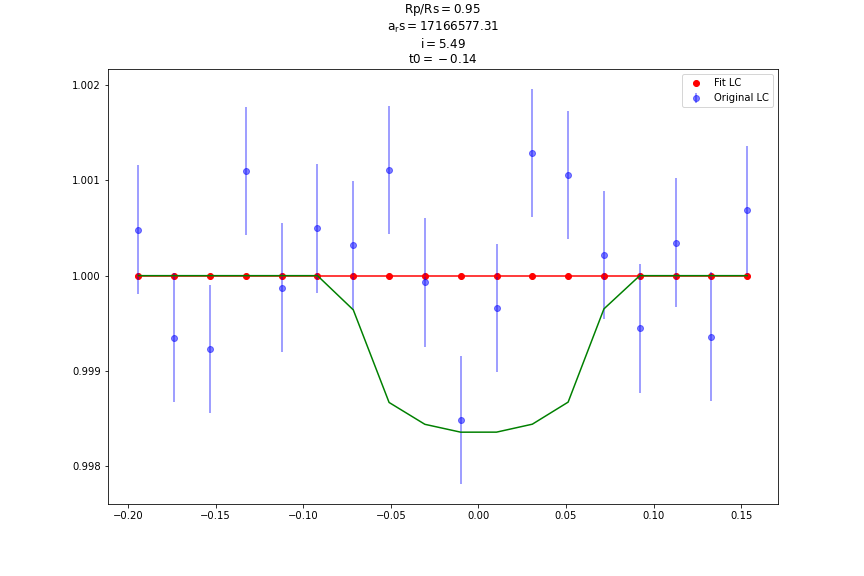 Rp/Rs = 0.95
aᵣs = 17166577.31
i = 5.49
t0 = −0.14
Fit LC
Original LC
1.002
1.001
1.000
0.999
0.998
−0.20
−0.15
−0.10
−0.05
0.00
0.05
0.10
0.15